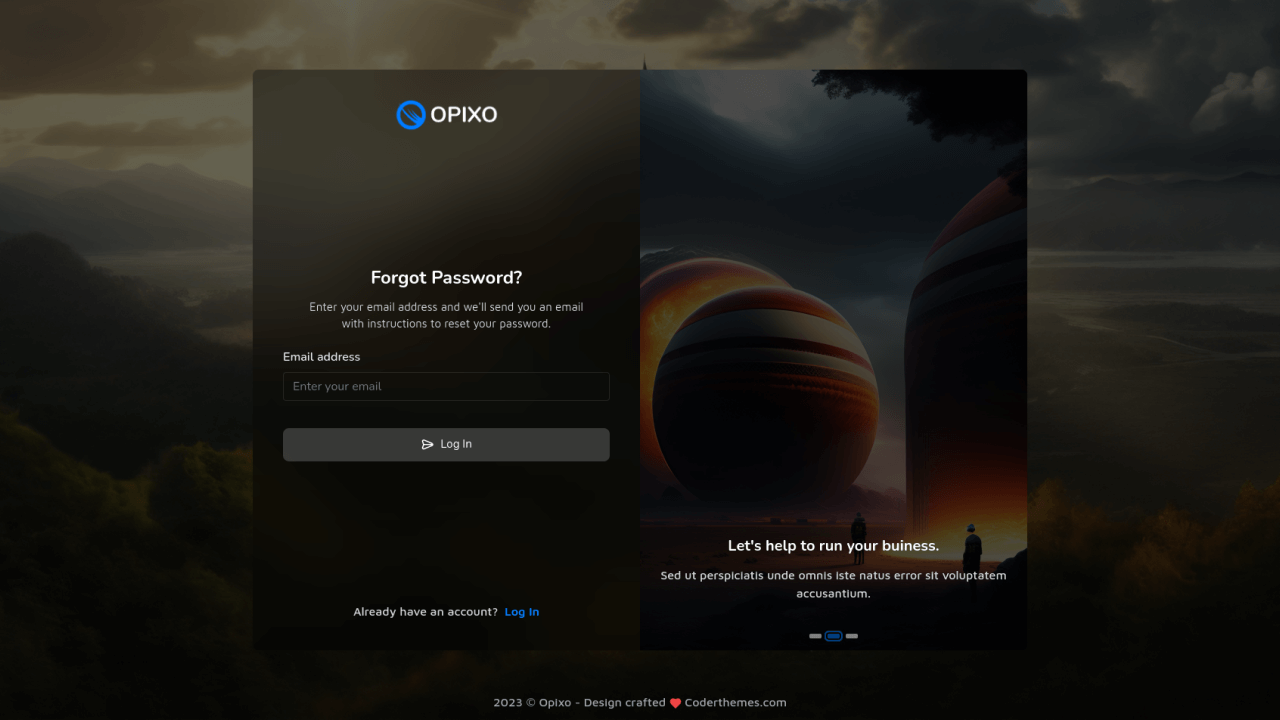 OPIXO
Forgot Password?
Enter your email address and we'll send you an email
with instructions to reset your password.
Email address
Enter your email
Log In
Already have an account? Log In
Let's help to run your buiness.
Sed ut perspiciatis unde omnis iste natus error sit voluptatem
accusantium.
2023 © Opixo - Design crafted ❤ Coderthemes.com